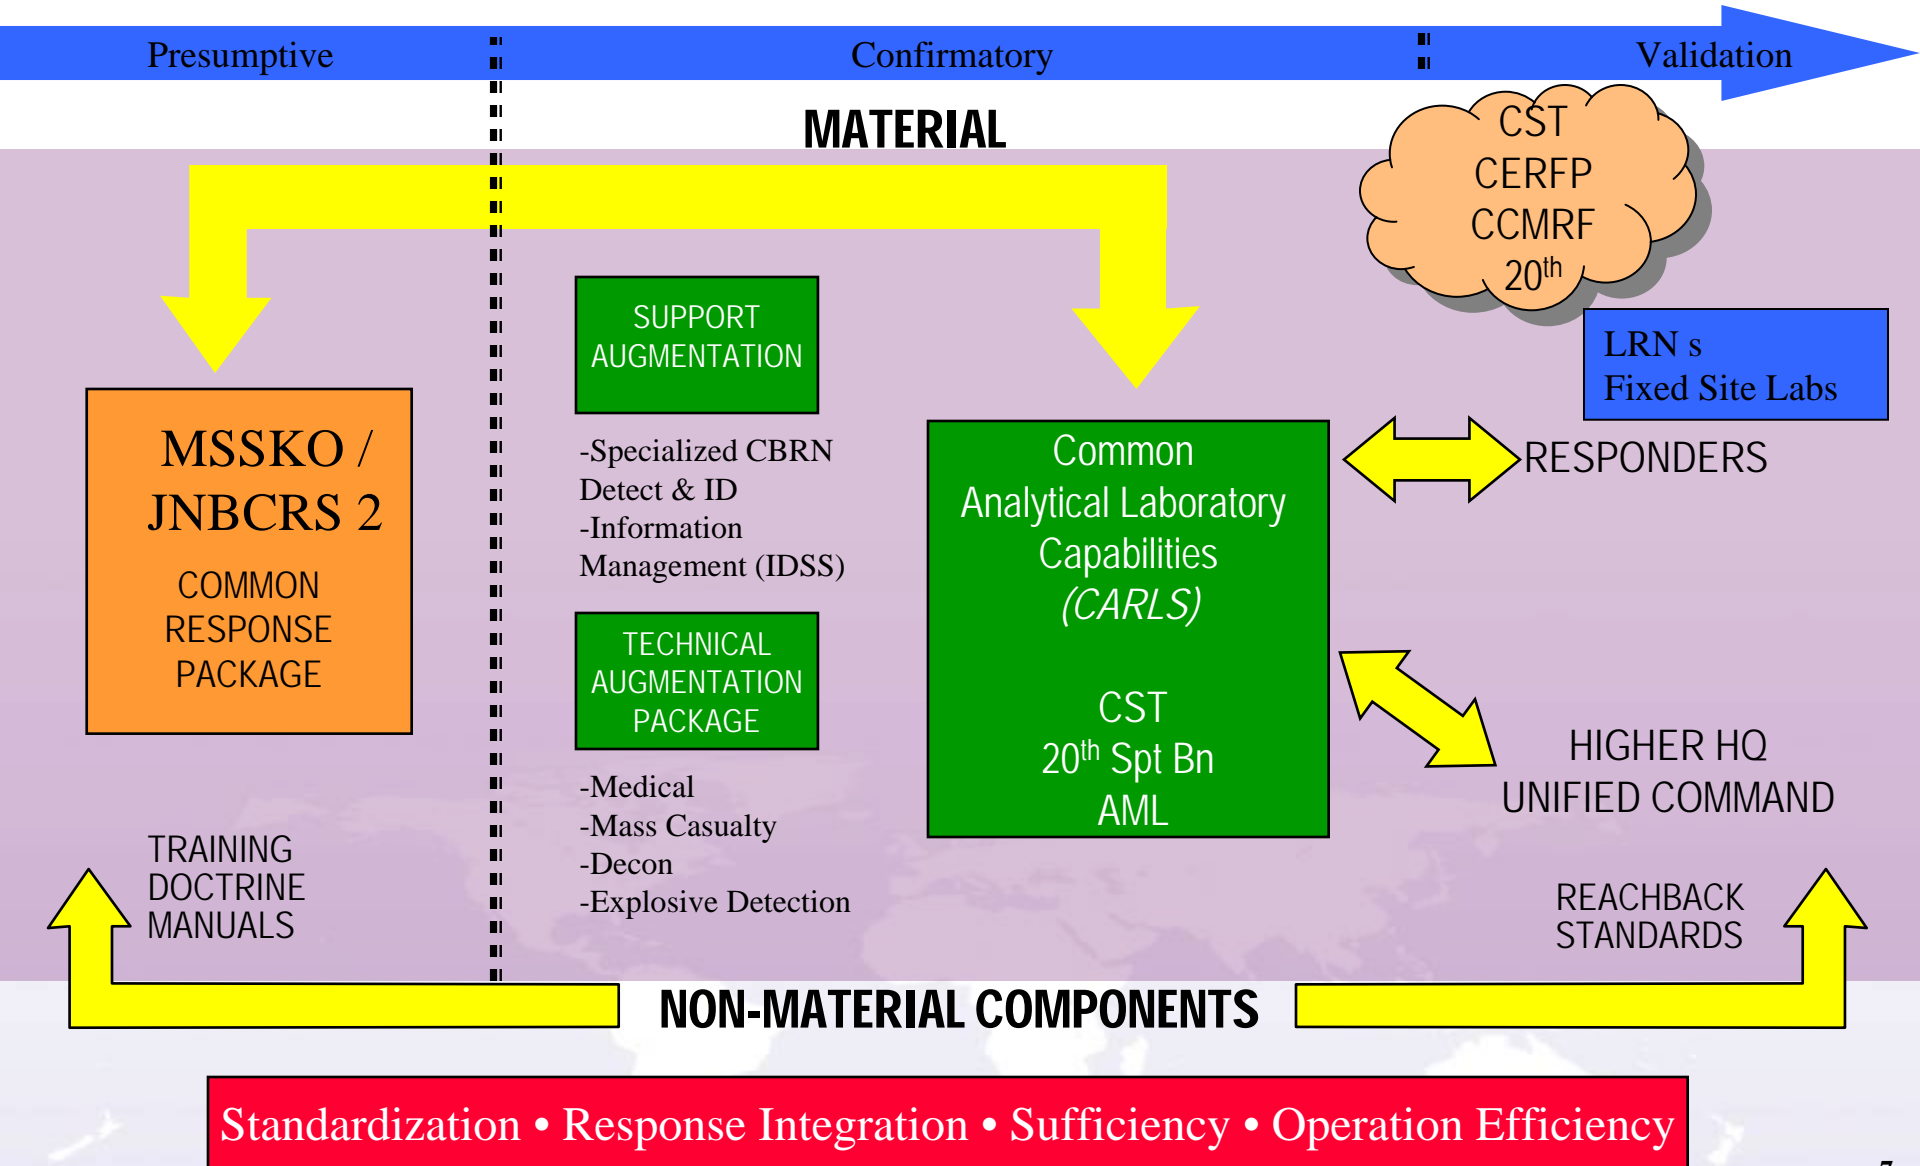 Presumptive
Confirmatory
Validation
MATERIAL
CST
CERFP
CCMRF
20th
LRN s
Fixed Site Labs
SUPPORT
AUGMENTATION
-Specialized CBRN
Detect & ID
-Information
Management (IDSS)
MSSKO /
JNBCRS 2
COMMON
RESPONSE
PACKAGE
TECHNICAL
AUGMENTATION
PACKAGE
-Medical
-Mass Casualty
-Decon
-Explosive Detection
Common
Analytical Laboratory
Capabilities
(CARLS)
CST
20th Spt Bn
AML
RESPONDERS
HIGHER HQ
UNIFIED COMMAND
TRAINING
DOCTRINE
MANUALS
REACHBACK
STANDARDS
NON-MATERIAL COMPONENTS
Standardization • Response Integration • Sufficiency • Operation Efficiency